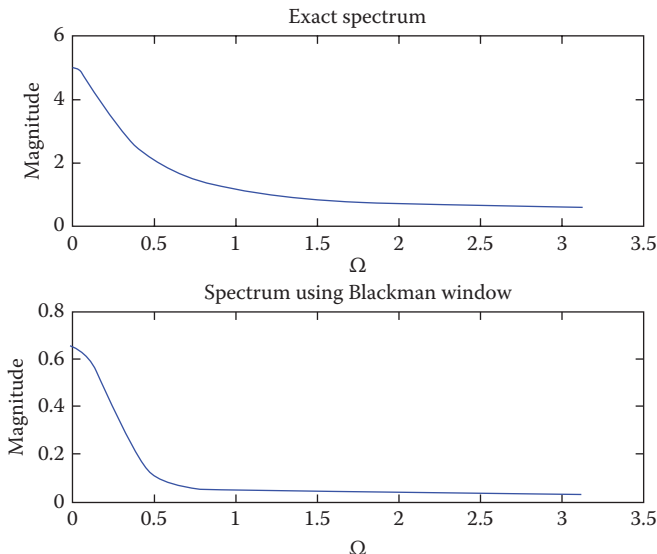 Exact spectrum
6
4
2
0
Magnitude
0 0.5 1 1.5 2 2.5 3 3.5
Ω
Spectrum using Blackman window
0.8
0.6
0.4
0.2
0
Magnitude
0 0.5 1 1.5 2 2.5 3 3.5
Ω